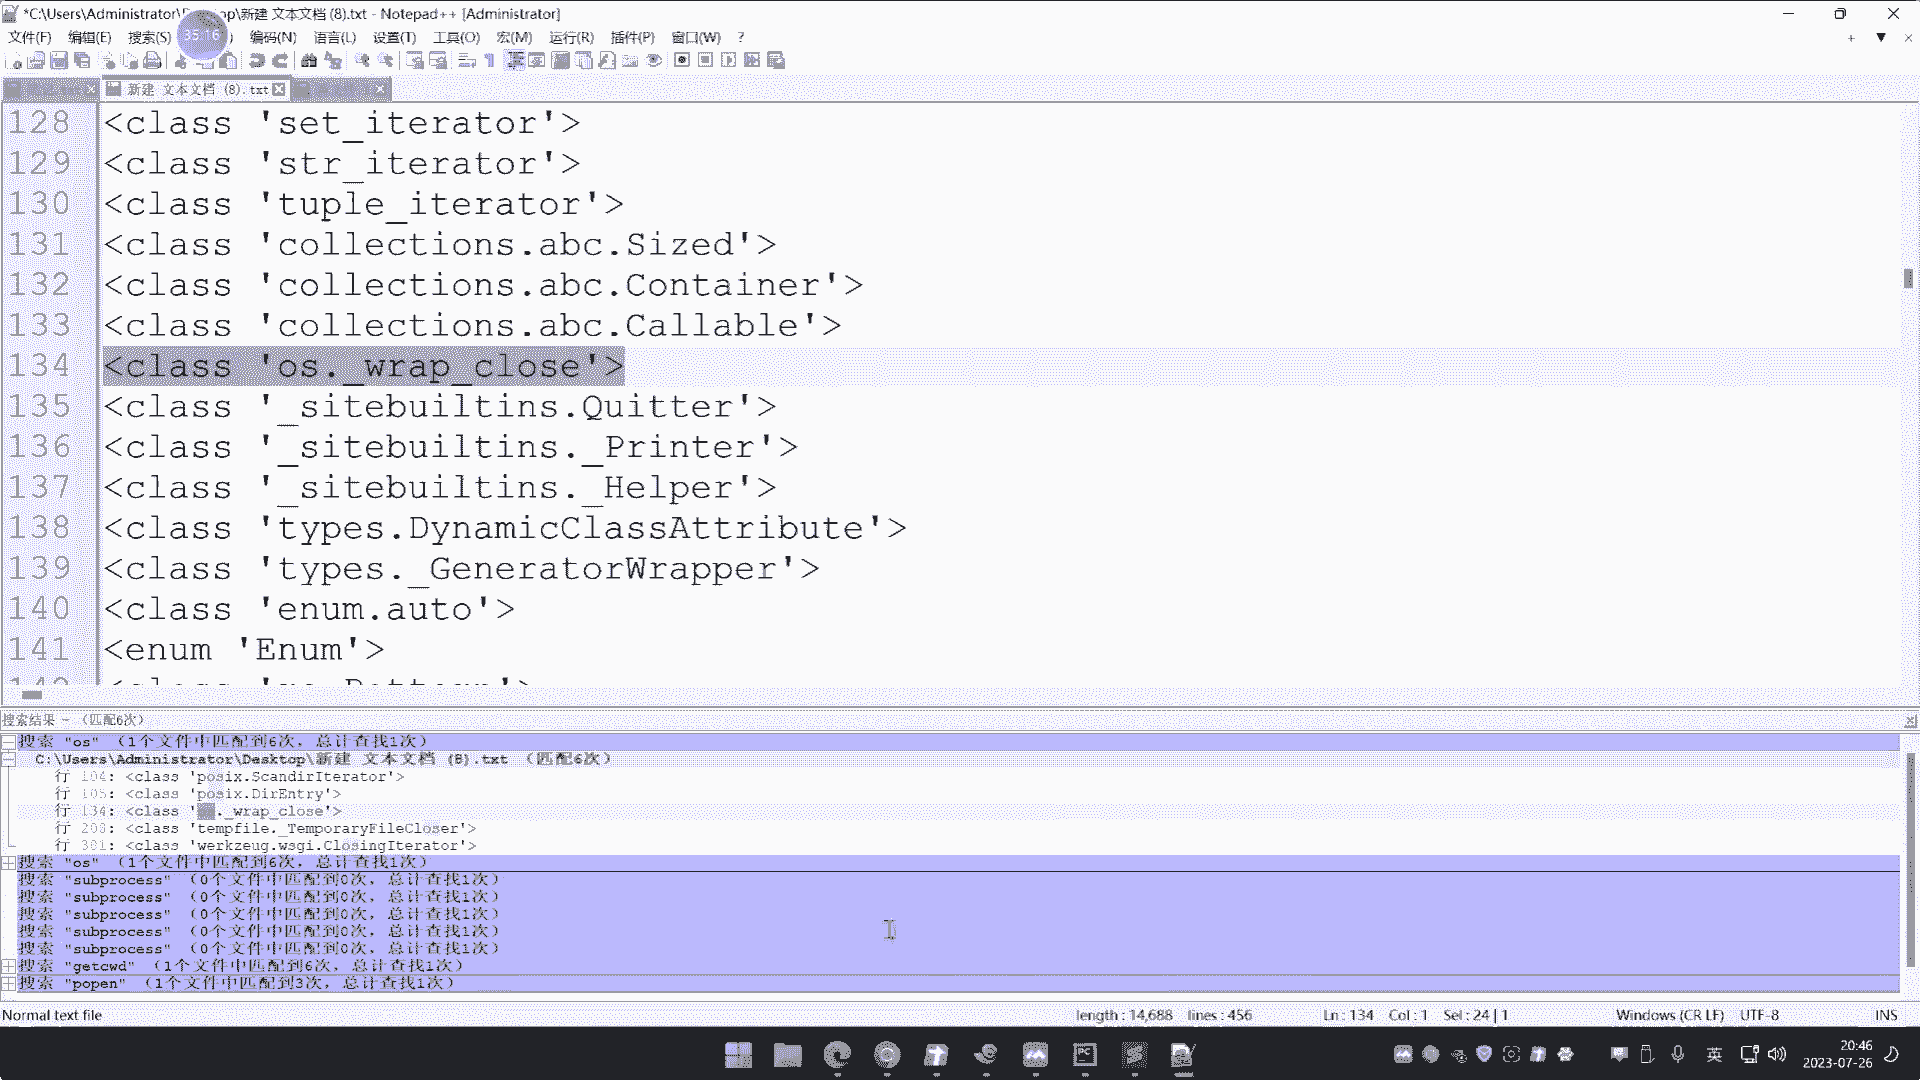 *C:\Users\Administrator\D p\新建 文本文档 (8).txt - Notepad++ [Administrator]
35:16
文件(F) 编辑(E) 搜索(S) 编码(N) 语言(L) 设置(T) 工具(O) 宏(M) 运行(R) 插件(P) 窗口(W) ?
新建 文本文档 (8).txt
128 <class 'set_iterator'>
129 <class 'str_iterator'>
130 <class 'tuple_iterator'>
131 <class 'collections.abc.Sized'>
132 <class 'collections.abc.Container'>
133 <class 'collections.abc.Callable'>
134 <class 'os._wrap_close'>
135 <class '_sitebuiltins.Quitter'>
136 <class '_sitebuiltins._Printer'>
137 <class '_sitebuiltins._Helper'>
138 <class 'types.DynamicClassAttribute'>
139 <class 'types._GeneratorWrapper'>
140 <class 'enum.auto'>
141 <enum 'Enum'>
搜索结果 - (匹配6次)
搜索 "os" (1个文件中匹配到6次, 总计查找1次)
C:\Users\Administrator\Desktop\新建 文本文档 (8).txt (匹配6次)
行 104: <class 'posix.ScandirIterator'>
行 105: <class 'posix.DirEntry'>
行 134: <class 'os._wrap_close'>
行 208: <class 'tempfile._TemporaryFileCloser'>
行 301: <class 'werkzeug.wsgi.ClosingIterator'>
搜索 "os" (1个文件中匹配到6次, 总计查找1次)
搜索 "subprocess" (0个文件中匹配到0次, 总计查找1次)
搜索 "subprocess" (0个文件中匹配到0次, 总计查找1次)
搜索 "subprocess" (0个文件中匹配到0次, 总计查找1次)
搜索 "subprocess" (0个文件中匹配到0次, 总计查找1次)
搜索 "subprocess" (0个文件中匹配到0次, 总计查找1次)
搜索 "getcwd" (1个文件中匹配到6次, 总计查找1次)
搜索 "popen" (1个文件中匹配到3次, 总计查找1次)
Normal text file length : 14,688 lines : 456 Ln : 134 Col : 1 Sel : 24 | 1 Windows (CR LF) UTF-8 INS
英 20:46
2023-07-26